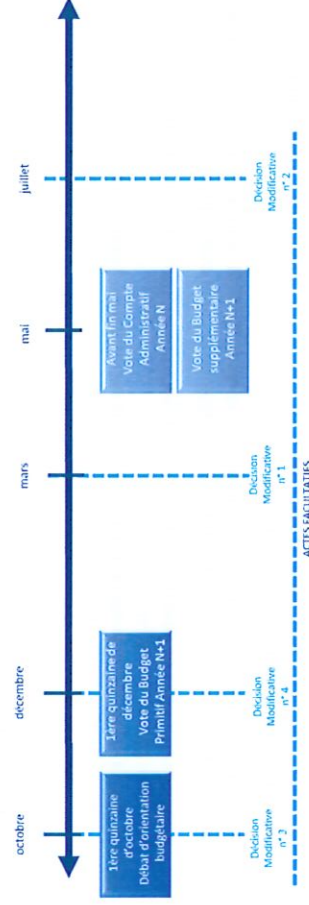 octobre
décembre
mars
mai
juillet
1ère quinzaine
d'octobre
Débat d'orientation
budgétaire
1ère quinzaine de
décembre
Vote du Budget
Primitif Année N+1
Avant fin mai
Vote du Compte
Administratif
Année N
Vote du Budget
supplémentaire
Année N+1
Décision
Modificative
n° 3
Décision
Modificative
n° 4
Décision
Modificative
n° 1
Décision
Modificative
n° 2
ACTES FACULTATIFS